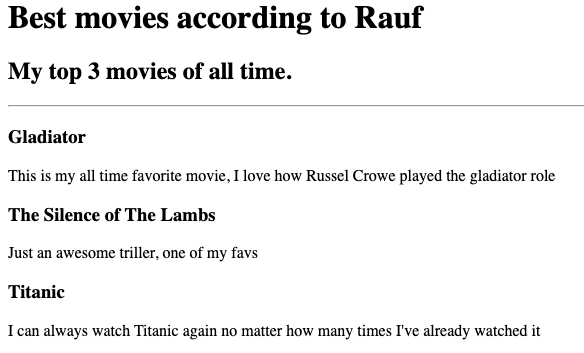 Best movies according to Rauf
My top 3 movies of all time.
Gladiator
This is my all time favorite movie, I love how Russel Crowe played the gladiator role
The Silence of The Lambs
Just an awesome triller, one of my favs
Titanic
I can always watch Titanic again no matter how many times I've already watched it